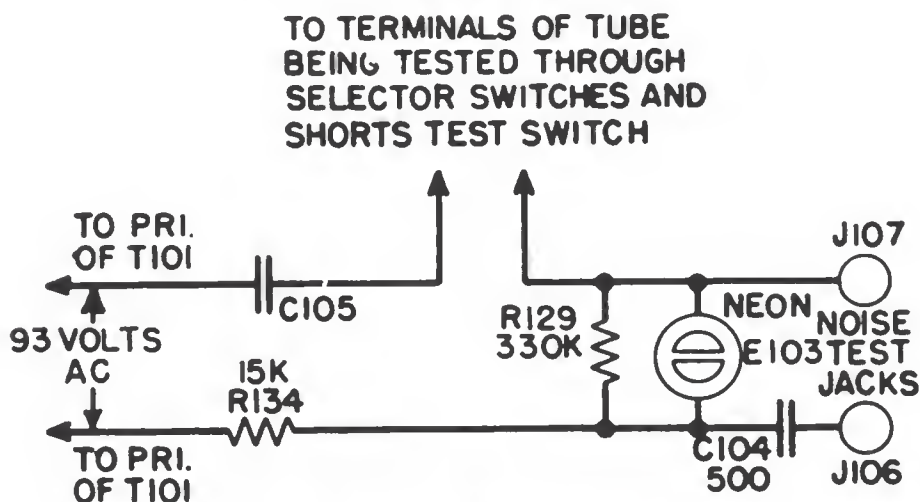 TO TERMINALS OF TUBE
BEING TESTED THROUGH
SELECTOR SWITCHES AND
SHORTS TEST SWITCH
TO PRI.
OF T101
C105
93 VOLTS
AC
15K
R134
TO PRI.
OF T101
R129
330K
NEON
E103
J107
NOISE
TEST
JACKS
C104
500
J106